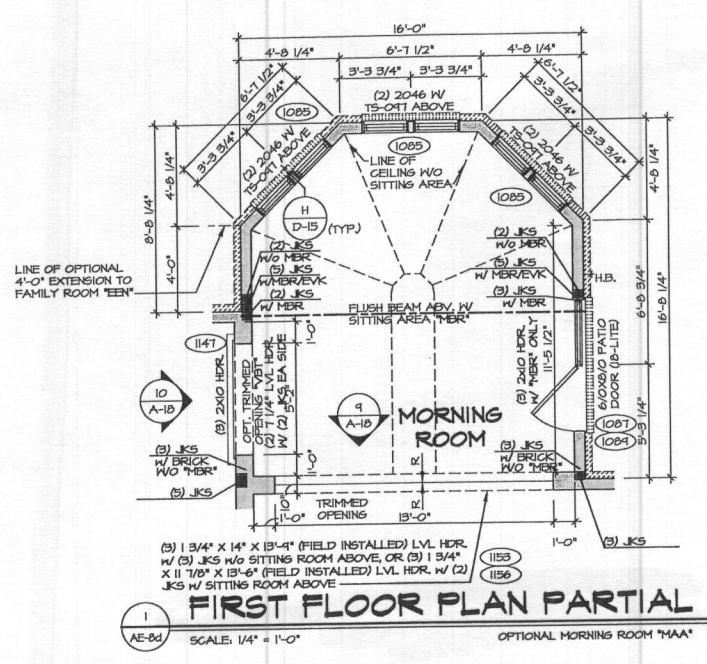 16'-0"
4'-8 1/4"
6'-7 1/2"
4'-8 1/4"
3'-3 3/4"
3'-3 3/4"
6'-7 1/2"
3'-3 3/4"
3'-3 3/4"
6'-7 1/2"
3'-3 3/4"
3'-3 3/4"
(2) 2046 W/
TS-097 ABOVE
1085
(2) 2046 W/
TS-097 ABOVE
1085
(2) 2046 W/
TS-097 ABOVE
1085
LINE OF
CEILING W/O
SITTING AREA
H
D-15
(TYP.)
8'-8 1/4"
4'-8 1/4"
4'-0"
4'-8 1/4"
6'-8 3/4"
16'-8 1/4"
5'-3 1/4"
LINE OF OPTIONAL
4'-0" EXTENSION TO
FAMILY ROOM "EEN"
(2) JKS
W/O MBR
(5) JKS
W/MBR/EVK
(2) JKS
W/ MBR
(2) JKS
W/O MBR
(5) JKS
W/ MBR/EVK
(3) JKS
W/ MBR
H.B.
FLUSH BEAM ABV. W/
SITTING AREA "MBR"
1147
(3) 2X10 HDR.
OPT. TRIMMED
OPENING "VBT"
(2) 7 1/4" LVL HDR.
W/ (2) JKS EA SIDE
1'-0"
5'-2"
1'-0"
(3) 2X10 HDR.
W/ "MBR" ONLY
11'-5 1/2"
6/0X8/0 PATIO
DOOR (18-LITE)
1087
1089
10
A-18
9
A-18
MORNING
ROOM
(3) JKS
W/ BRICK
W/O "MBR"
(5) JKS
(3) JKS
W/ BRICK
W/O "MBR"
(3) JKS
R
R
10"
1'-0"
TRIMMED
OPENING
13'-0"
1'-0"
(3) 1 3/4" X 14" X 13'-9" (FIELD INSTALLED) LVL HDR.
W/ (3) JKS W/O SITTING ROOM ABOVE, OR (3) 1 3/4"
X 11 7/8" X 13'-6" (FIELD INSTALLED) LVL HDR. W/ (2)
JKS W/ SITTING ROOM ABOVE
1153
1156
1
AE-8d
FIRST FLOOR PLAN PARTIAL
SCALE: 1/4" = 1'-0"
OPTIONAL MORNING ROOM "MAA"